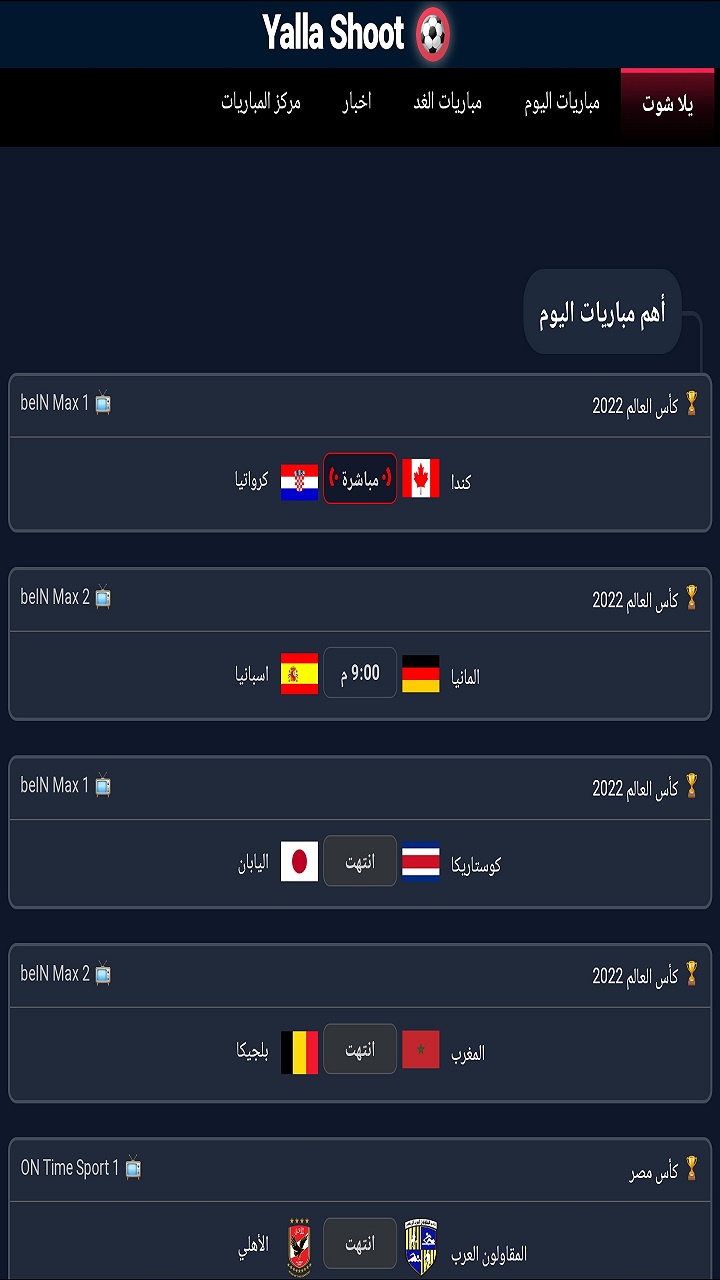 Yalla Shoot
يلا شوت
مباريات اليوم
مباريات الغد
اخبار
مركز المباريات
أهم مباريات اليوم
كأس العالم 2022
beIN Max 1
كندا
مباشرة
كرواتيا
كأس العالم 2022
beIN Max 2
المانيا
9:00 م
اسبانيا
كأس العالم 2022
beIN Max 1
كوستاريكا
انتهت
اليابان
كأس العالم 2022
beIN Max 2
المغرب
انتهت
بلجيكا
كأس مصر
ON Time Sport 1
المقاولون العرب
انتهت
الأهلي